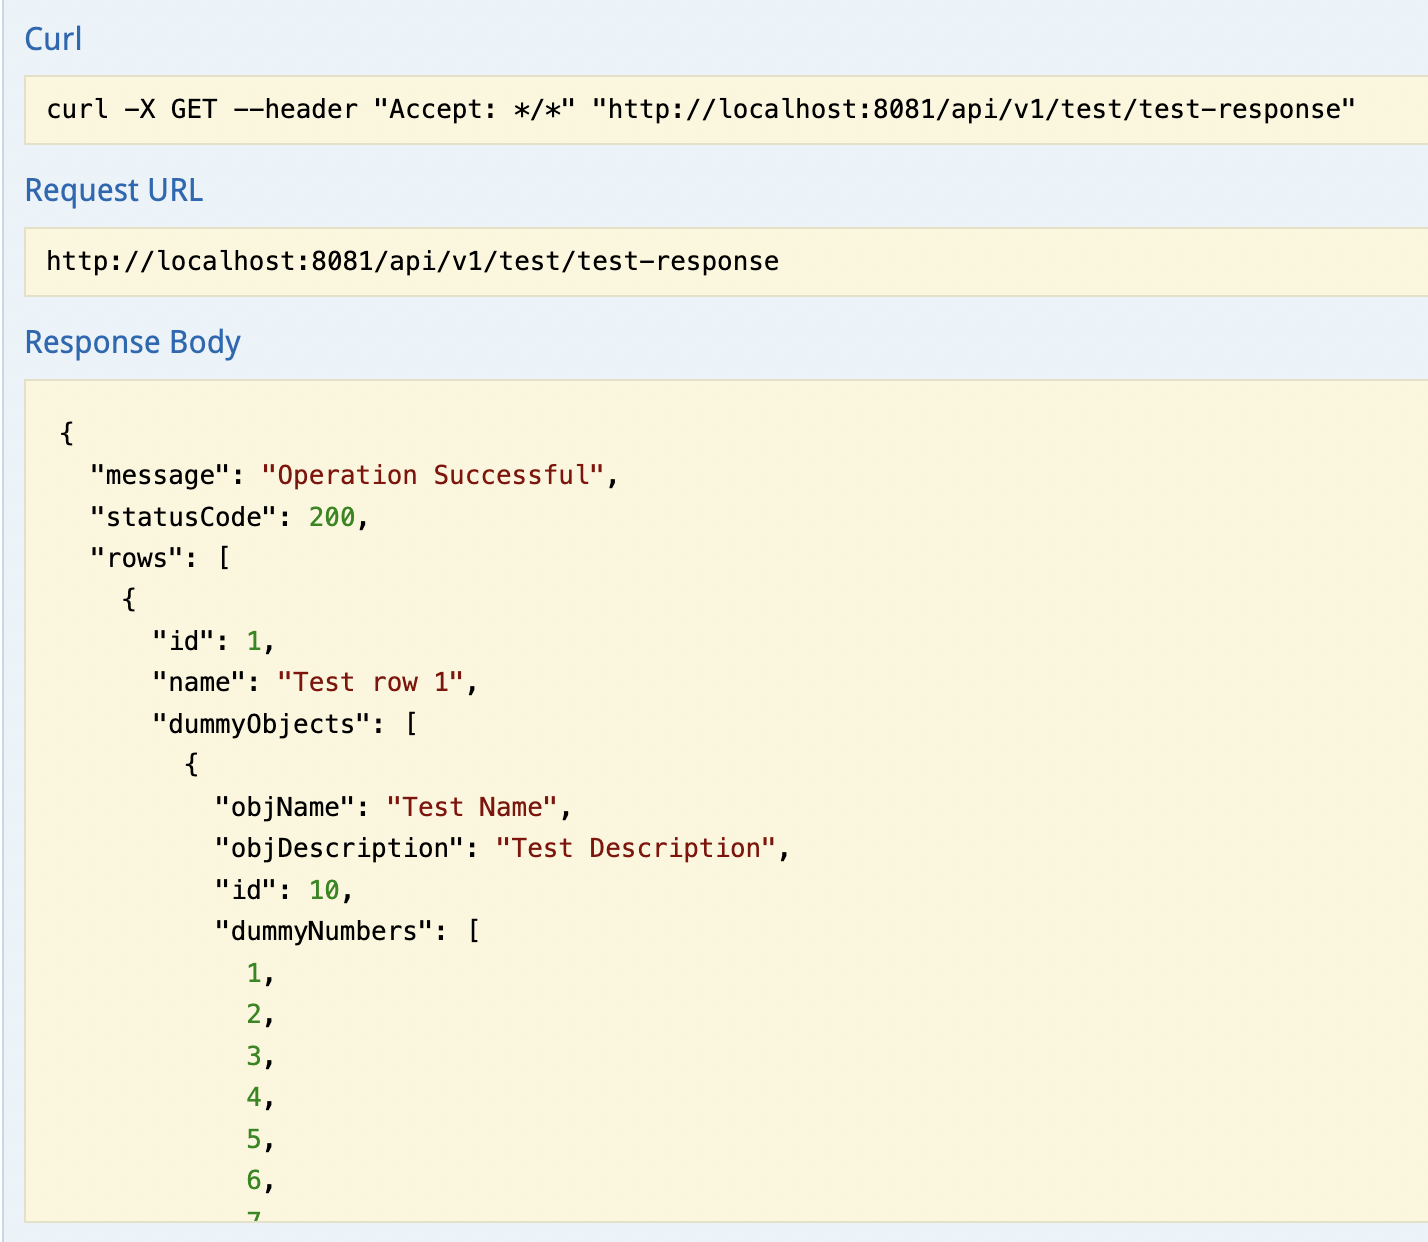 Curl
curl -X GET --header "Accept: */*" "http://localhost:8081/api/v1/test/test-response"
Request URL
http://localhost:8081/api/v1/test/test-response
Response Body
{
  "message": "Operation Successful",
  "statusCode": 200,
  "rows": [
    {
      "id": 1,
      "name": "Test row 1",
      "dummyObjects": [
        {
          "objName": "Test Name",
          "objDescription": "Test Description",
          "id": 10,
          "dummyNumbers": [
            1,
            2,
            3,
            4,
            5,
            6,